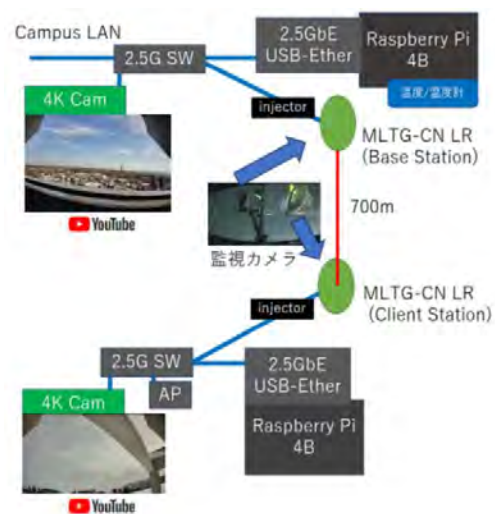 Campus LAN
2.5G SW
2.5GbE
USB-Ether
Raspberry Pi
4B
温度/湿度計
4K Cam
injector
MLTG-CN LR
(Base Station)
YouTube
700m
監視カメラ
MLTG-CN LR
(Client Station)
injector
2.5G SW
AP
2.5GbE
USB-Ether
4K Cam
Raspberry Pi
4B
YouTube